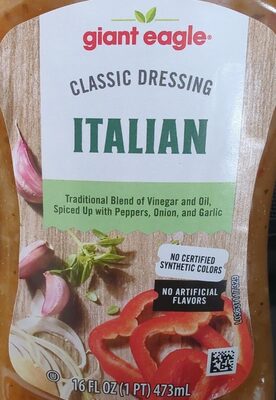 giant eagle®
CLASSIC DRESSING
ITALIAN
Traditional Blend of Vinegar and Oil,
Spiced Up with Peppers, Onion, and Garlic
NO CERTIFIED
SYNTHETIC COLORS
NO ARTIFICIAL
FLAVORS
16 FL OZ (1 PT) 473mL